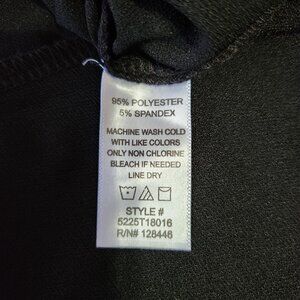 95% POLYESTER
5% SPANDEX
MACHINE WASH COLD
WITH LIKE COLORS
ONLY NON CHLORINE
BLEACH IF NEEDED
LINE DRY
STYLE #
5225T18016
R/N# 128446